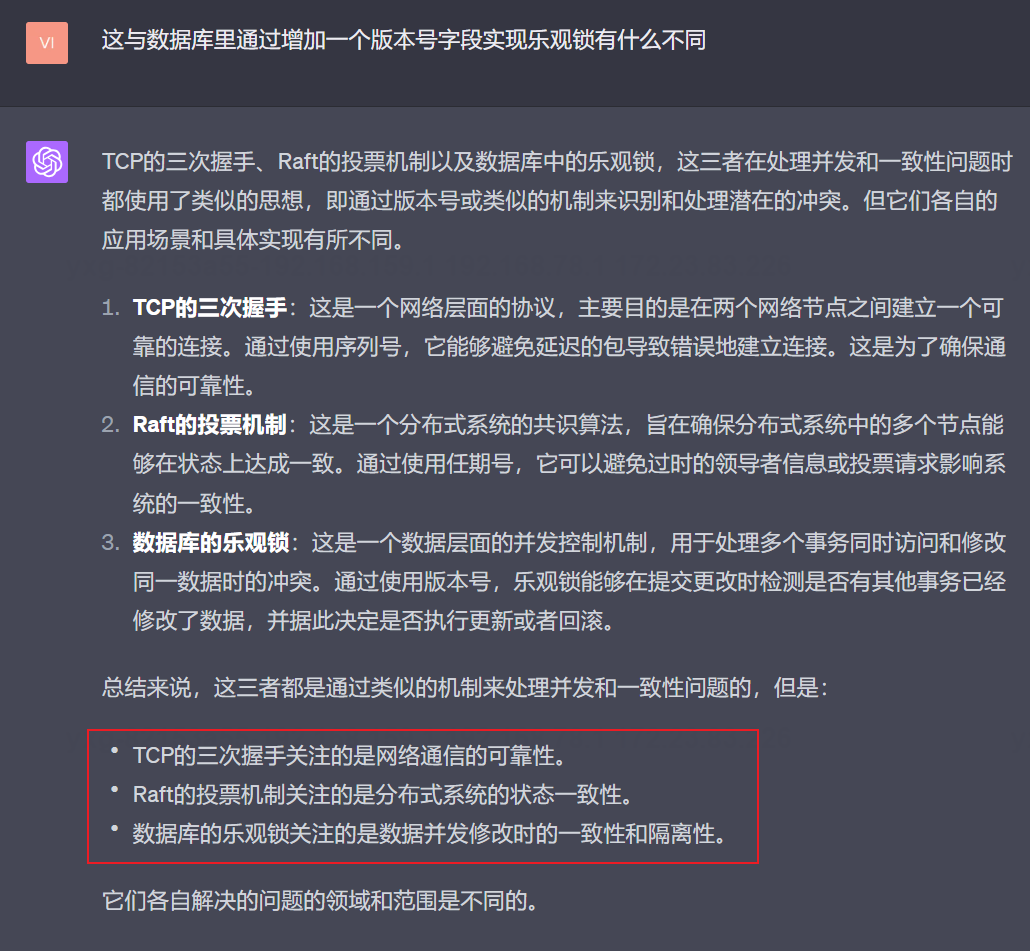 VI
这与数据库里通过增加一个版本号字段实现乐观锁有什么不同
TCP的三次握手、Raft的投票机制以及数据库中的乐观锁，这三者在处理并发和一致性问题时
都使用了类似的思想，即通过版本号或类似的机制来识别和处理潜在的冲突。但它们各自的
应用场景和具体实现有所不同。
1. TCP的三次握手：这是一个网络层面的协议，主要目的是在两个网络节点之间建立一个可
靠的连接。通过使用序列号，它能够避免延迟的包导致错误地建立连接。这是为了确保通
信的可靠性。
2. Raft的投票机制：这是一个分布式系统的共识算法，旨在确保分布式系统中的多个节点能
够在状态上达成一致。通过使用任期号，它可以避免过时的领导者信息或投票请求影响系
统的一致性。
3. 数据库的乐观锁：这是一个数据层面的并发控制机制，用于处理多个事务同时访问和修改
同一数据时的冲突。通过使用版本号，乐观锁能够在提交更改时检测是否有其他事务已经
修改了数据，并据此决定是否执行更新或者回滚。
总结来说，这三者都是通过类似的机制来处理并发和一致性问题的，但是：
• TCP的三次握手关注的是网络通信的可靠性。
• Raft的投票机制关注的是分布式系统的状态一致性。
• 数据库的乐观锁关注的是数据并发修改时的一致性和隔离性。
它们各自解决的问题的领域和范围是不同的。